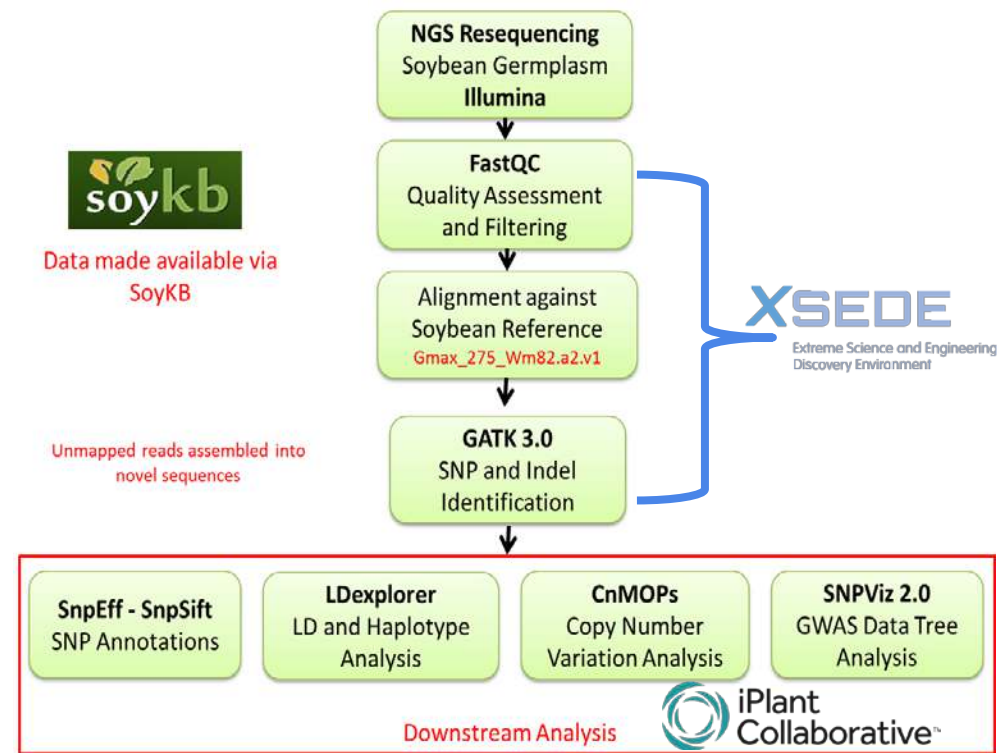 NGS Resequencing
Soybean Germplasm
Illumina
FastQC
Quality Assessment
and Filtering
soykb
Data made available via
SoyKB
Alignment against
Soybean Reference
Gmax_275_Wm82.a2.v1
XSEDE
Extreme Science and Engineering
Discovery Environment
Unmapped reads assembled into
novel sequences
GATK 3.0
SNP and Indel
Identification
SnpEff - SnpSift
SNP Annotations
LDexplorer
LD and Haplotype
Analysis
CnMOPs
Copy Number
Variation Analysis
SNPViz 2.0
GWAS Data Tree
Analysis
Downstream Analysis
iPlant
Collaborative™